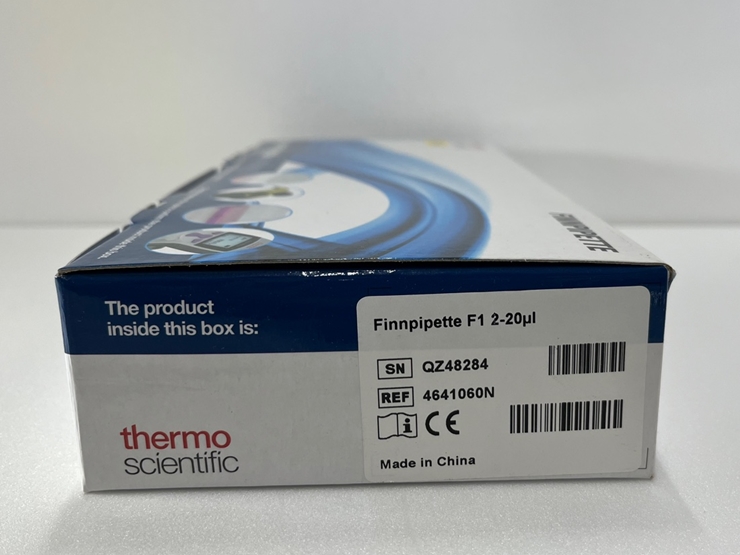 FINNPIPETTE
The product
inside this box is:
Finnpipette F1 2-20µl
SN QZ48284
REF 4641060N
i CE
Made in China
thermo
scientific